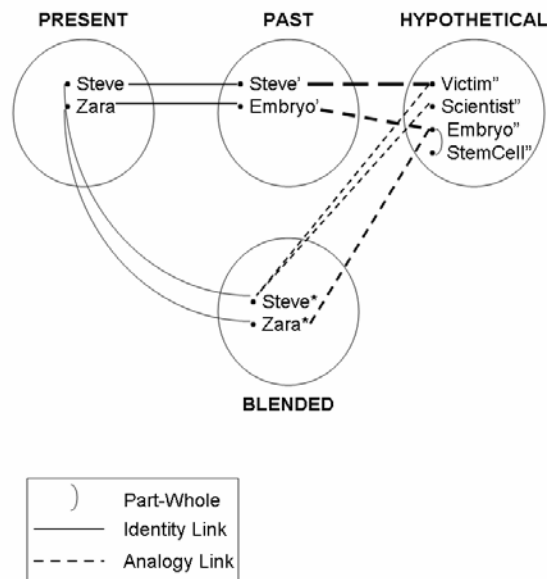 PRESENT PAST HYPOTHETICAL
Steve Steve’ Victim”
Zara Embryo’ Scientist”
Embryo”
StemCell”
Steve*
Zara*
BLENDED
Part-Whole
Identity Link
Analogy Link